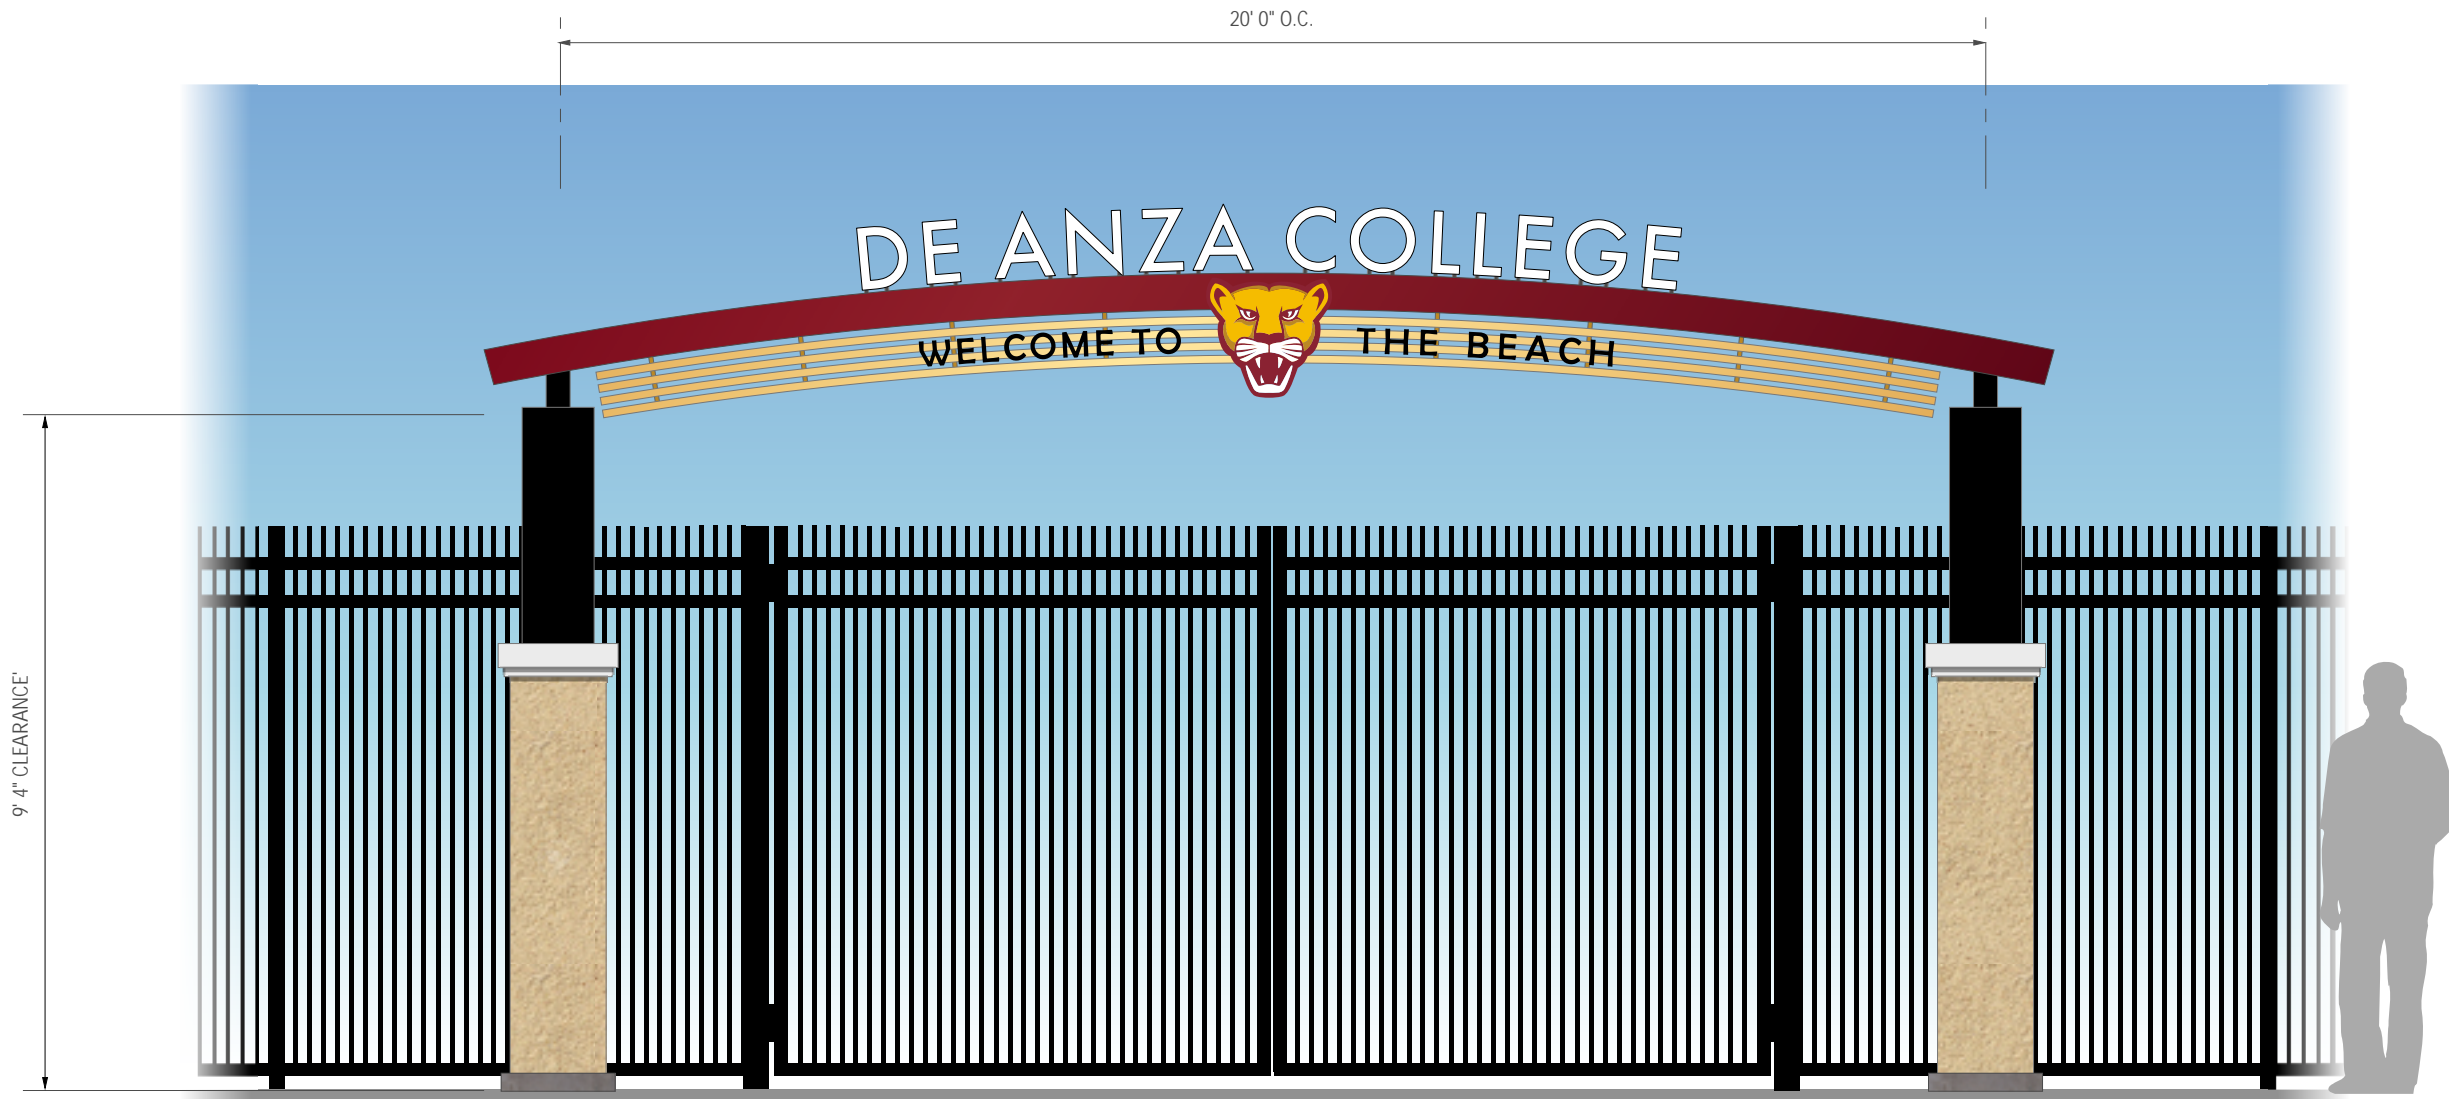 20' 0" O.C.
DE ANZA COLLEGE
WELCOME TO THE BEACH
9' 4" CLEARANCE'